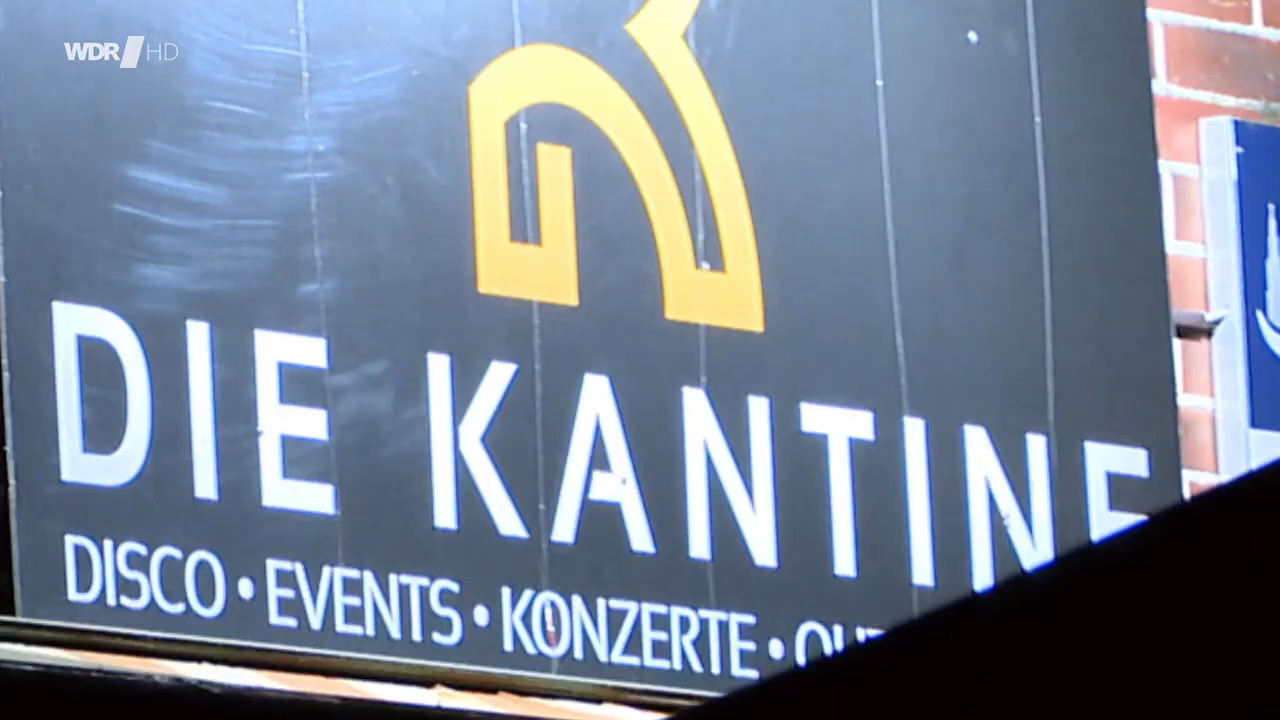 WDR HD
DIE KANTINE
DISCO • EVENTS • KONZERTE •